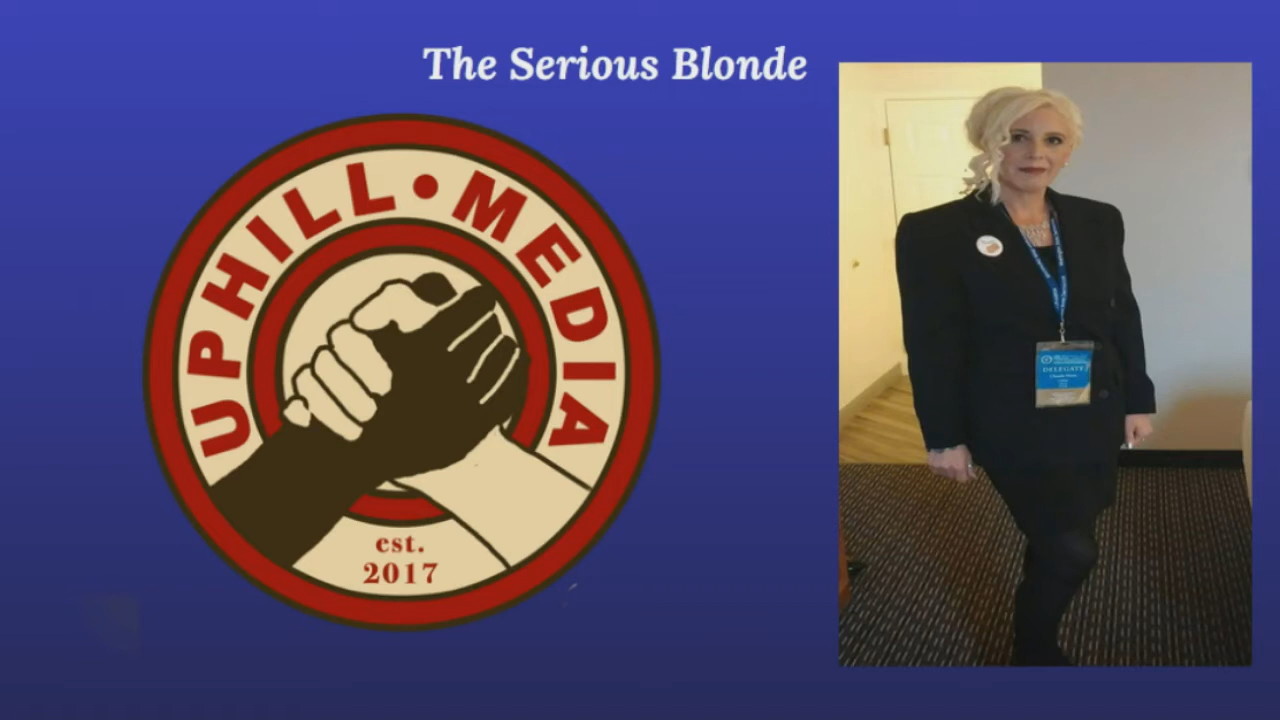 The Serious Blonde
UPHILL • MEDIA
est.
2017
DELEGATE